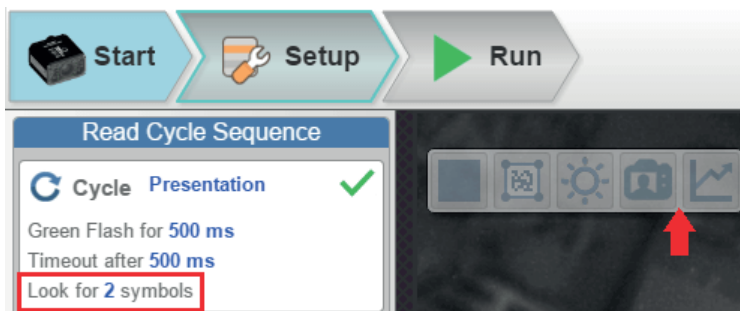 Start
Setup
Run
Read Cycle Sequence
Cycle Presentation
Green Flash for 500 ms
Timeout after 500 ms
Look for 2 symbols